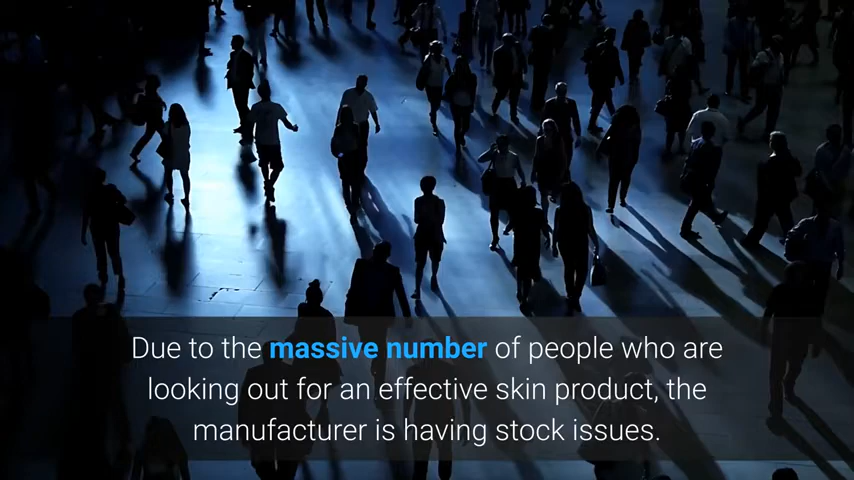 Due to the massive number of people who are
looking out for an effective skin product, the
manufacturer is having stock issues.